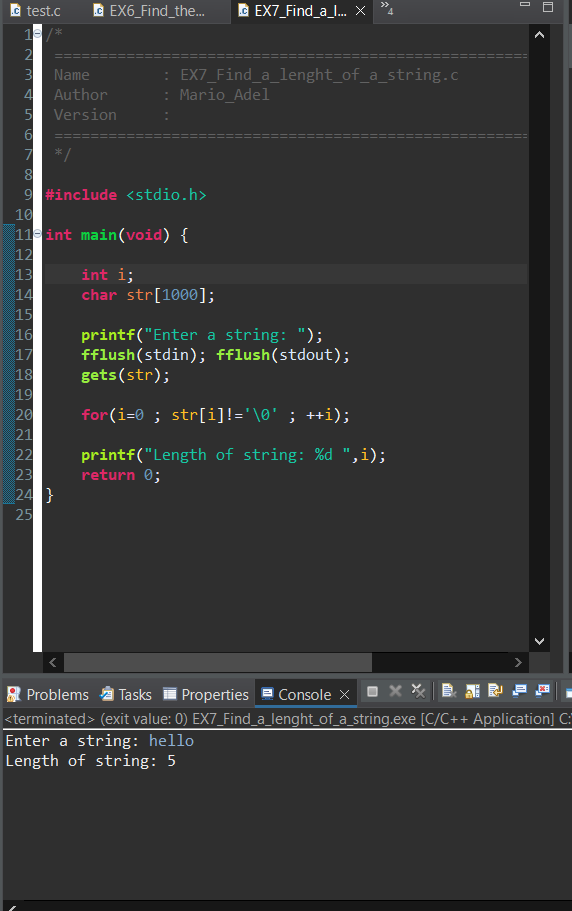 test.c EX6_Find_the... EX7_Find_a_l... »4
1 /*
2 ====================================================
3 Name : EX7_Find_a_lenght_of_a_string.c
4 Author : Mario_Adel
5 Version :
6 ====================================================
7 */
8
9 #include <stdio.h>
10
11 int main(void) {
12
13 int i;
14 char str[1000];
15
16 printf("Enter a string: ");
17 fflush(stdin); fflush(stdout);
18 gets(str);
19
20 for(i=0 ; str[i]!='\0' ; ++i);
21
22 printf("Length of string: %d ",i);
23 return 0;
24 }
25
Problems Tasks Properties Console
<terminated> (exit value: 0) EX7_Find_a_lenght_of_a_string.exe [C/C++ Application] C:
Enter a string: hello
Length of string: 5